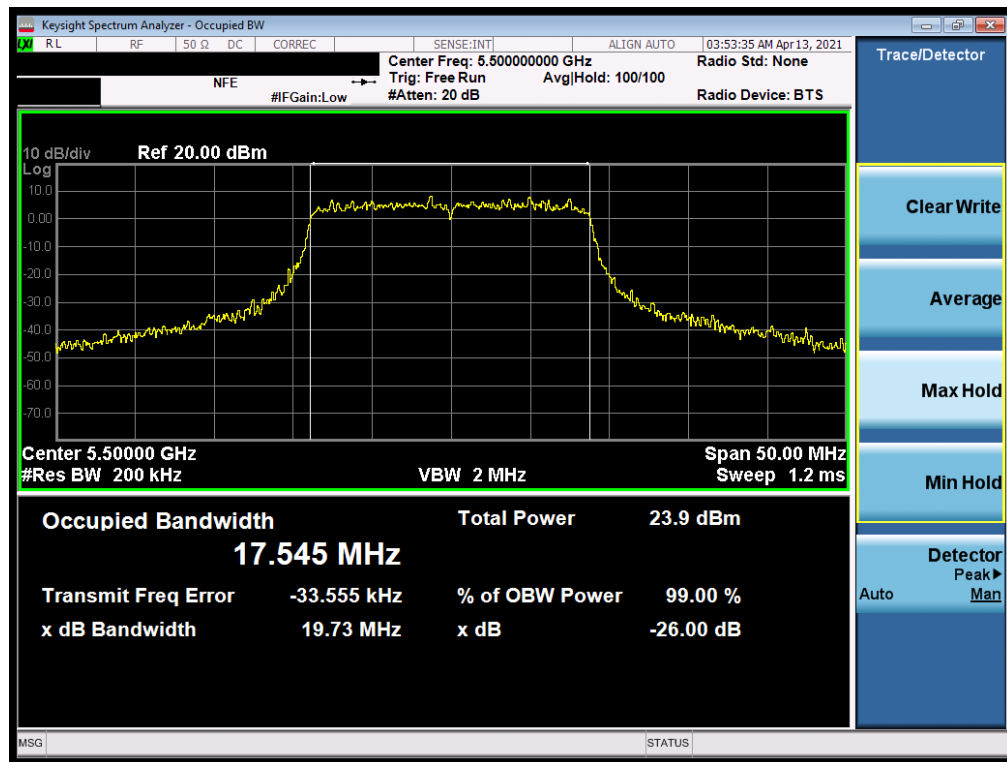 Keysight Spectrum Analyzer - Occupied BW
LXI RL RF 50 Ω DC CORREC SENSE:INT ALIGN AUTO 03:53:35 AM Apr 13, 2021
Center Freq: 5.500000000 GHz Radio Std: None
NFE Trig: Free Run Avg|Hold: 100/100
#IFGain:Low #Atten: 20 dB Radio Device: BTS
Trace/Detector
10 dB/div Ref 20.00 dBm
Log
10.0
0.00
-10.0
-20.0
-30.0
-40.0
-50.0
-60.0
-70.0
Center 5.50000 GHz Span 50.00 MHz
#Res BW 200 kHz VBW 2 MHz Sweep 1.2 ms
Occupied Bandwidth Total Power 23.9 dBm
17.545 MHz
Transmit Freq Error -33.555 kHz % of OBW Power 99.00 %
x dB Bandwidth 19.73 MHz x dB -26.00 dB
Clear Write
Average
Max Hold
Min Hold
Detector
Peak▶
Auto Man
MSG STATUS